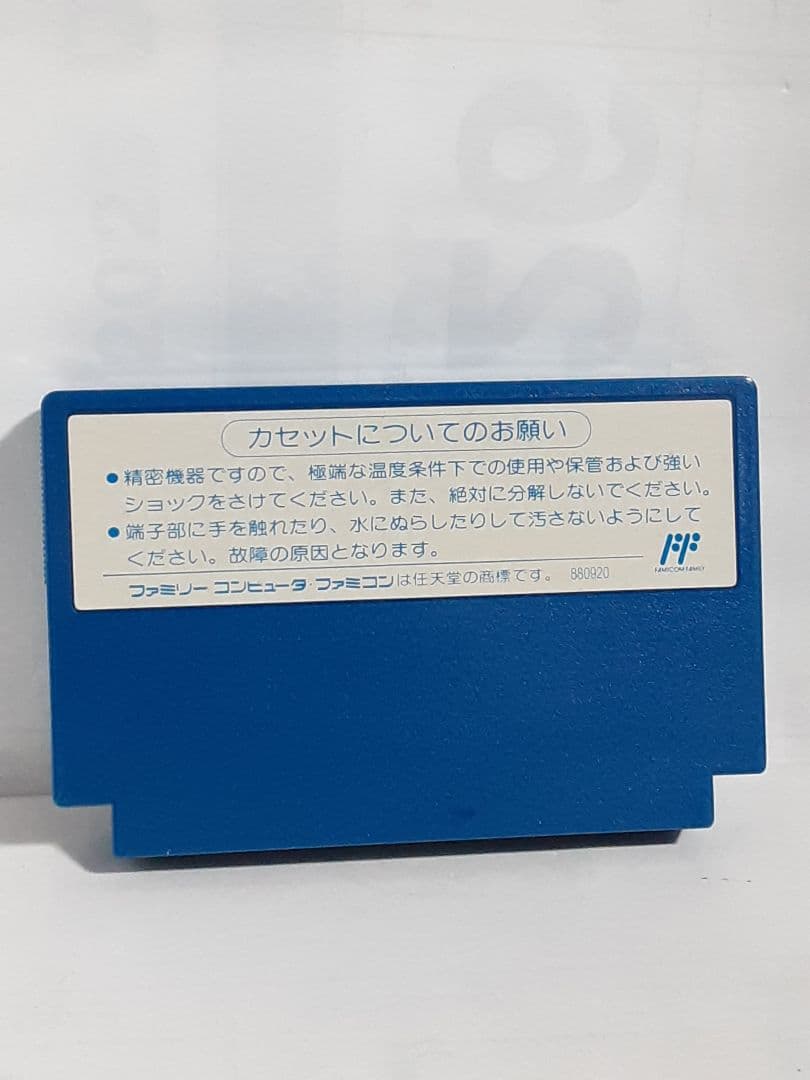 カセットについてのお願い
●精密機器ですので、極端な温度条件下での使用や保管および強い
ショックをさけてください。また、絶対に分解しないでください。
●端子部に手を触れたり、水にぬらしたりして汚さないようにして
ください。故障の原因となります。
FAMICOM FAMILY
ファミリー コンピュータ・ファミコンは任天堂の商標です。 880920